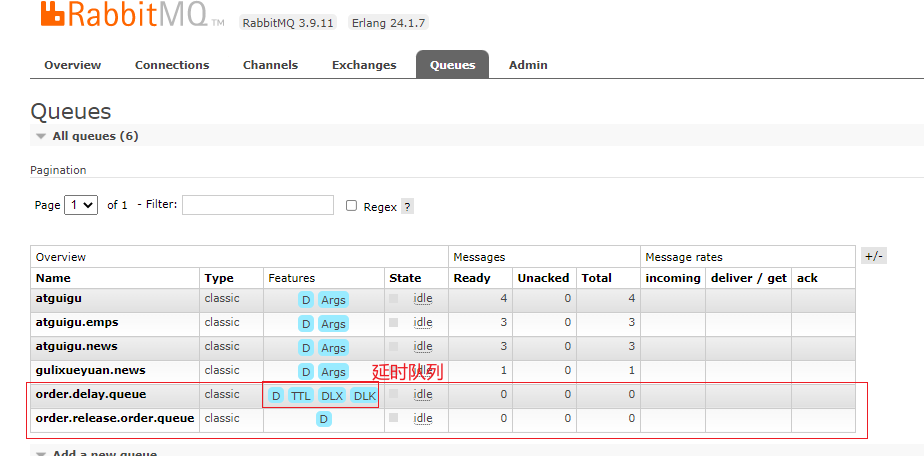 RabbitMQ TM RabbitMQ 3.9.11 Erlang 24.1.7
Overview Connections Channels Exchanges Queues Admin
Queues
All queues (6)
Pagination
Page 1 of 1 - Filter: Regex ?
Overview Messages Message rates +/-
Name Type Features State Ready Unacked Total incoming deliver / get ack
atguigu classic D Args idle 4 0 4
atguigu.emps classic D Args idle 3 0 3
atguigu.news classic D Args idle 3 0 3
gulixueyuan.news classic D Args idle 1 0 1
延时队列
order.delay.queue classic D TTL DLX DLK idle 0 0 0
order.release.order.queue classic D idle 0 0 0
Add a new queue